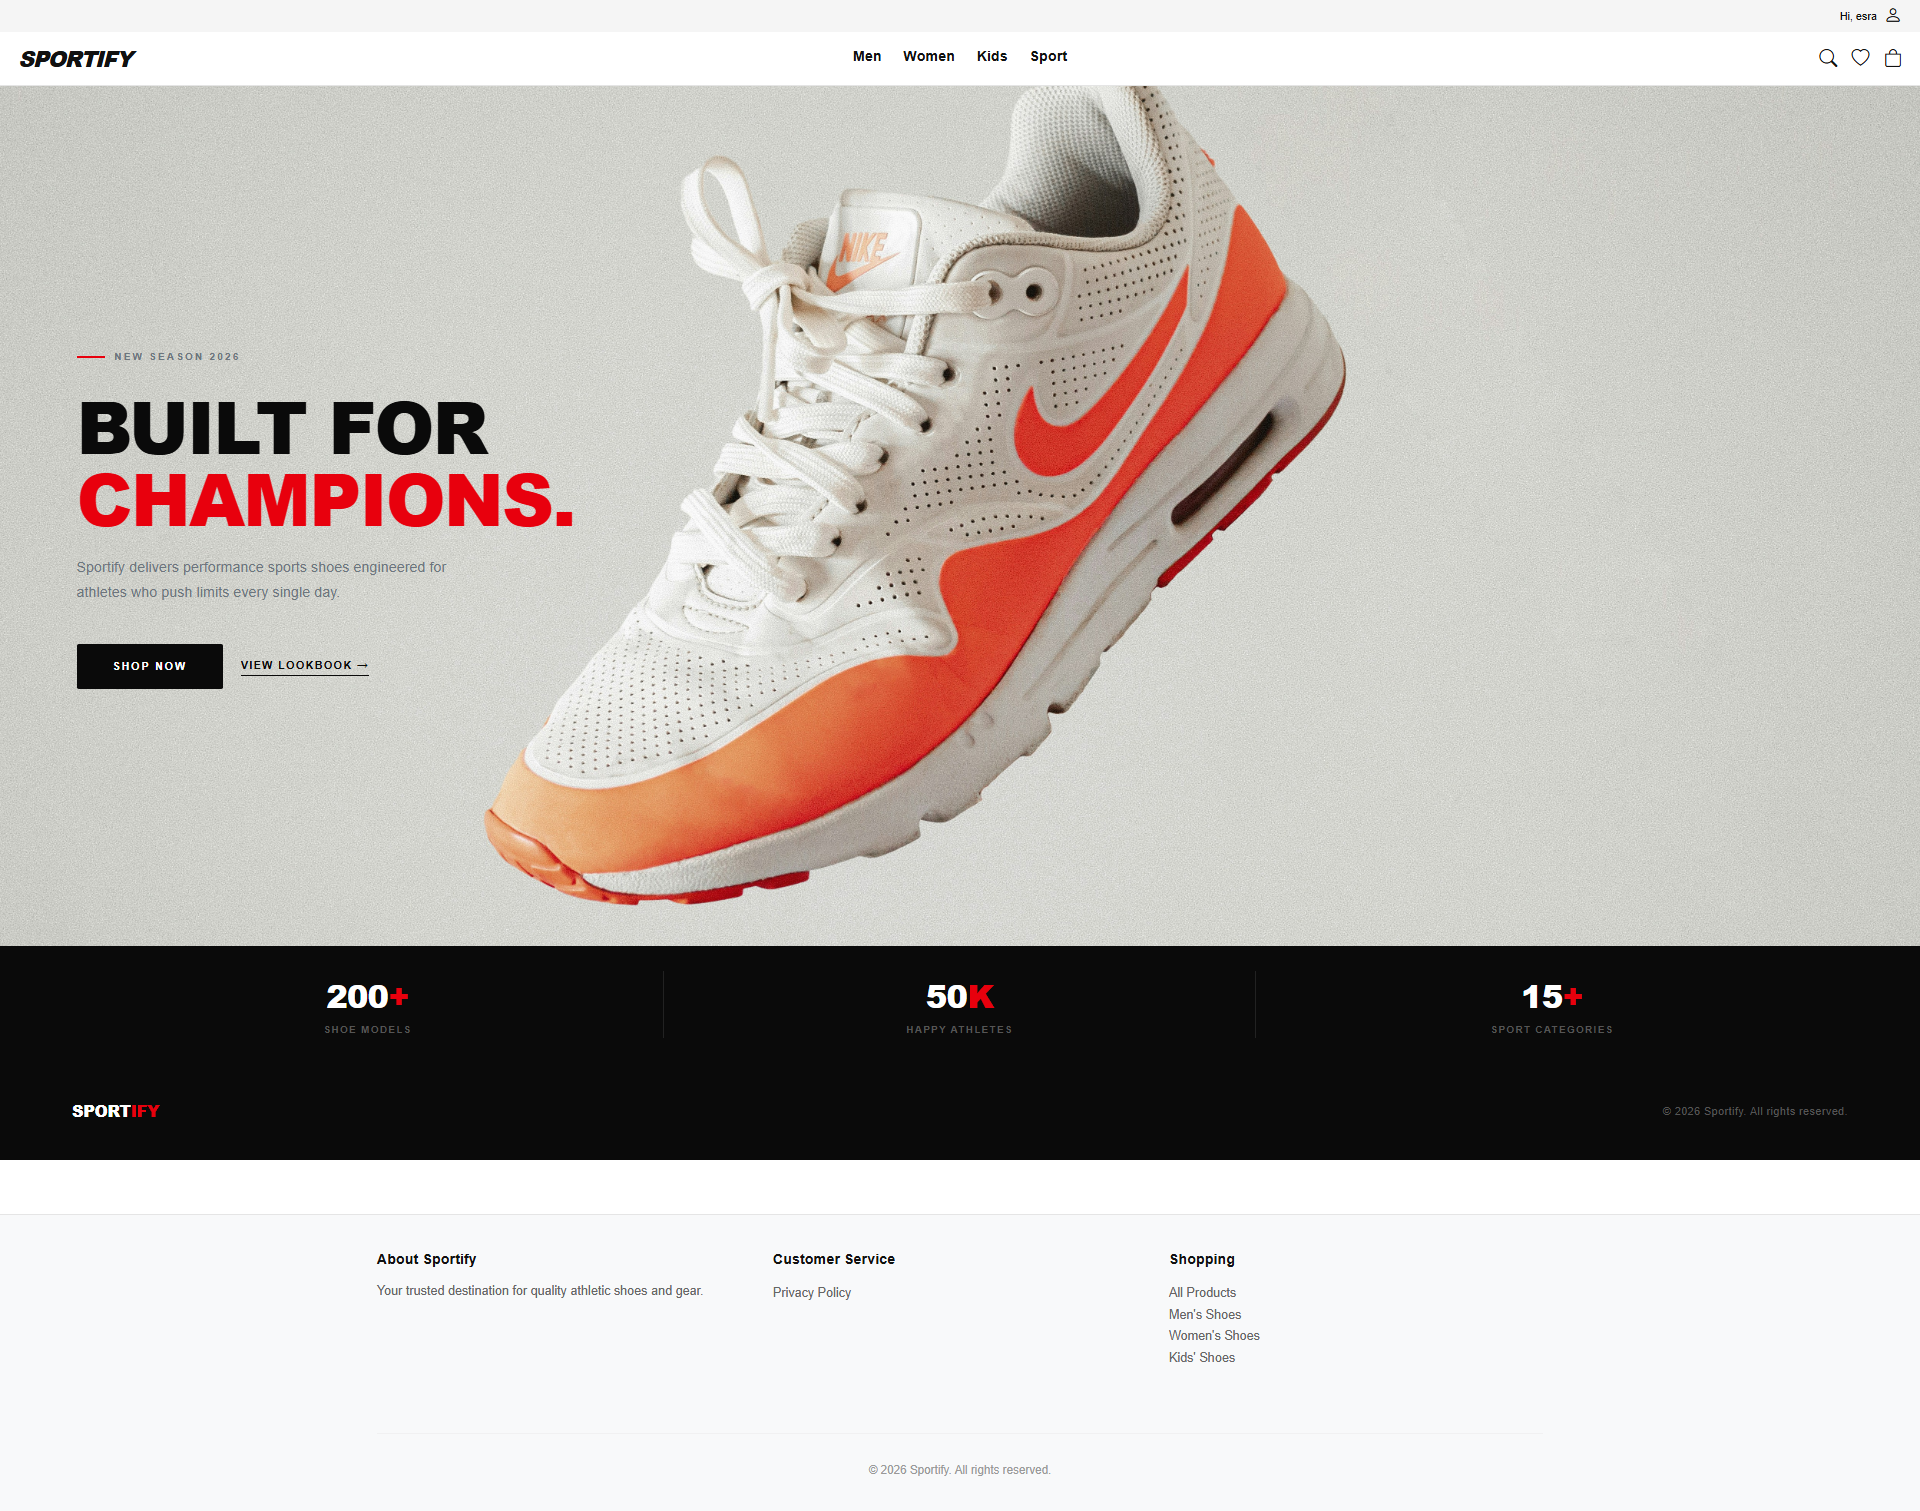 Hi, esra
SPORTIFY
Men Women Kids Sport
NIKE
NEW SEASON 2026
BUILT FOR
CHAMPIONS.
Sportify delivers performance sports shoes engineered for
athletes who push limits every single day.
SHOP NOW
VIEW LOOKBOOK →
200+
SHOE MODELS
50K
HAPPY ATHLETES
15+
SPORT CATEGORIES
SPORTIFY
© 2026 Sportify. All rights reserved.
About Sportify
Your trusted destination for quality athletic shoes and gear.
Customer Service
Privacy Policy
Shopping
All Products
Men's Shoes
Women's Shoes
Kids' Shoes
© 2026 Sportify. All rights reserved.